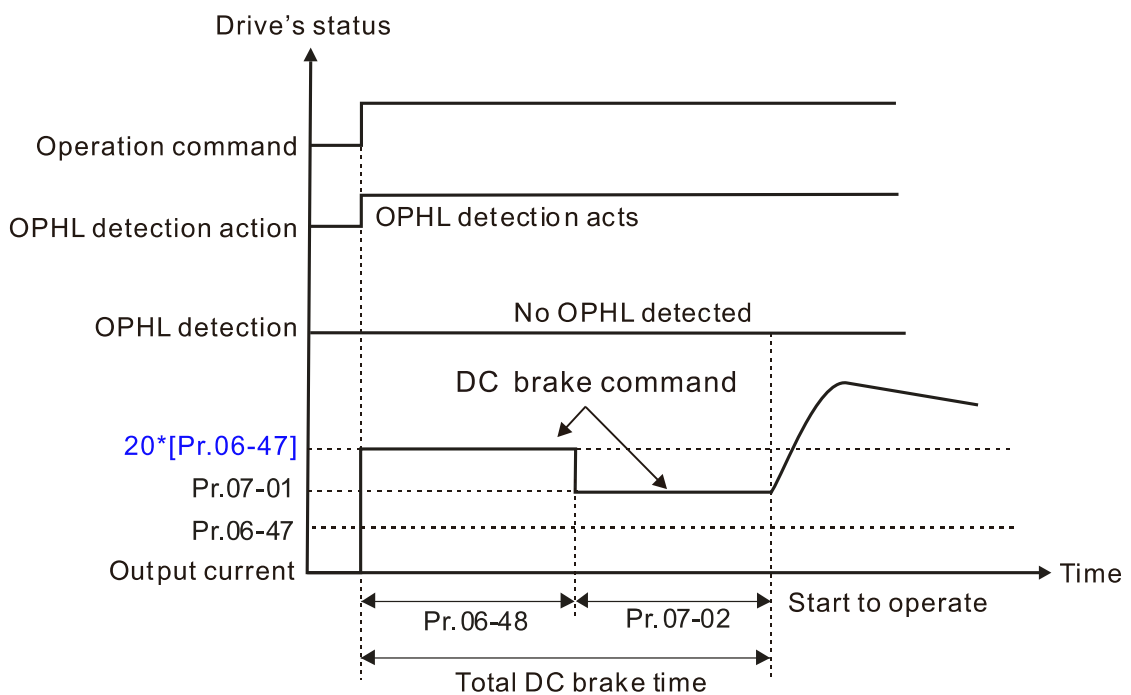 Drive's status
Operation command
OPHL detection action
OPHL detection acts
OPHL detection
No OPHL detected
DC brake command
20*[Pr.06-47]
Pr.07-01
Pr.06-47
Output current
Time
Pr.06-48
Pr.07-02
Start to operate
Total DC brake time